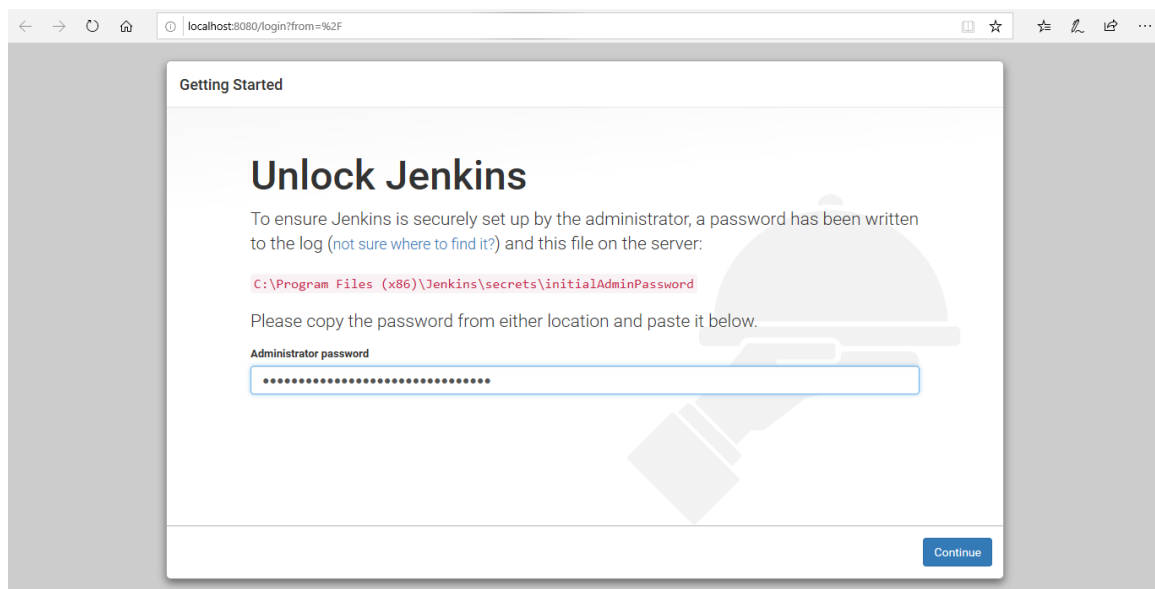 localhost:8080/login?from=%2F
Getting Started
Unlock Jenkins
To ensure Jenkins is securely set up by the administrator, a password has been written
to the log (not sure where to find it?) and this file on the server:
C:\Program Files (x86)\Jenkins\secrets\initialAdminPassword
Please copy the password from either location and paste it below.
Administrator password
••••••••••••••••••••••••••••••••
Continue